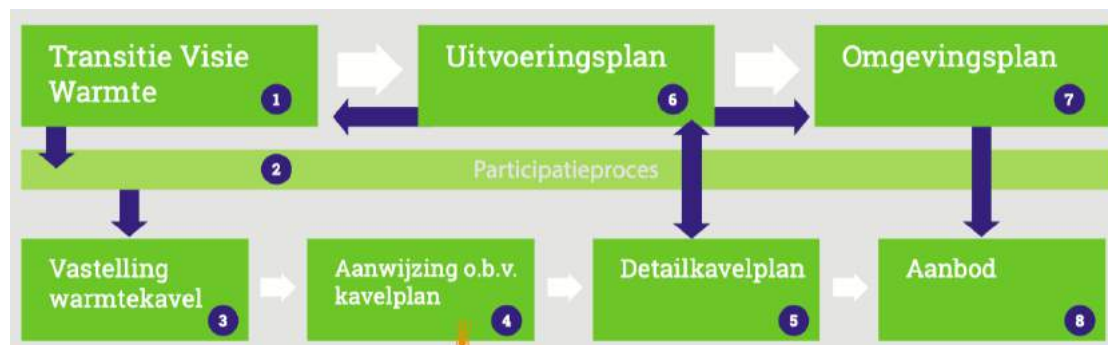 Transitie Visie
Warmte
1
Uitvoeringsplan
6
Omgevingsplan
7
2
Participatieproces
Vastelling
warmtekavel
3
Aanwijzing o.b.v.
kavelplan
4
Detailkavelplan
5
Aanbod
8